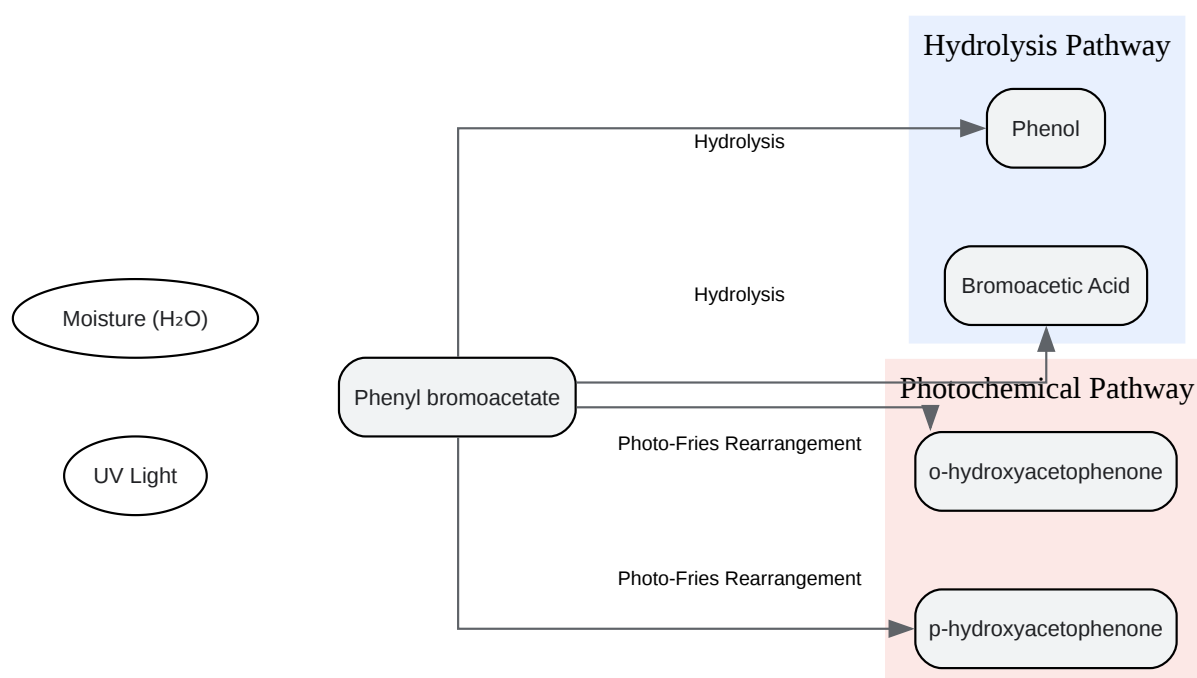 Hydrolysis Pathway
Phenol
Hydrolysis
Bromoacetic Acid
Hydrolysis
Moisture (H₂O)
Phenyl bromoacetate
Photochemical Pathway
Photo-Fries Rearrangement
o-hydroxyacetophenone
UV Light
Photo-Fries Rearrangement
p-hydroxyacetophenone